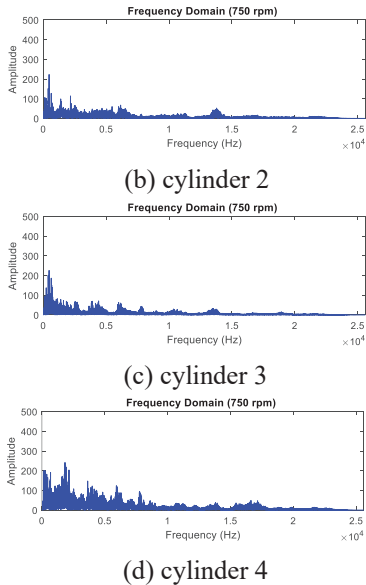 Frequency Domain (750 rpm)
500
400
300
200
100
0
Amplitude
0 0.5 1 1.5 2 2.5
Frequency (Hz)
×10⁴
(b) cylinder 2
Frequency Domain (750 rpm)
500
400
300
200
100
0
Amplitude
0 0.5 1 1.5 2 2.5
Frequency (Hz)
×10⁴
(c) cylinder 3
Frequency Domain (750 rpm)
500
400
300
200
100
0
Amplitude
0 0.5 1 1.5 2 2.5
Frequency (Hz)
×10⁴
(d) cylinder 4